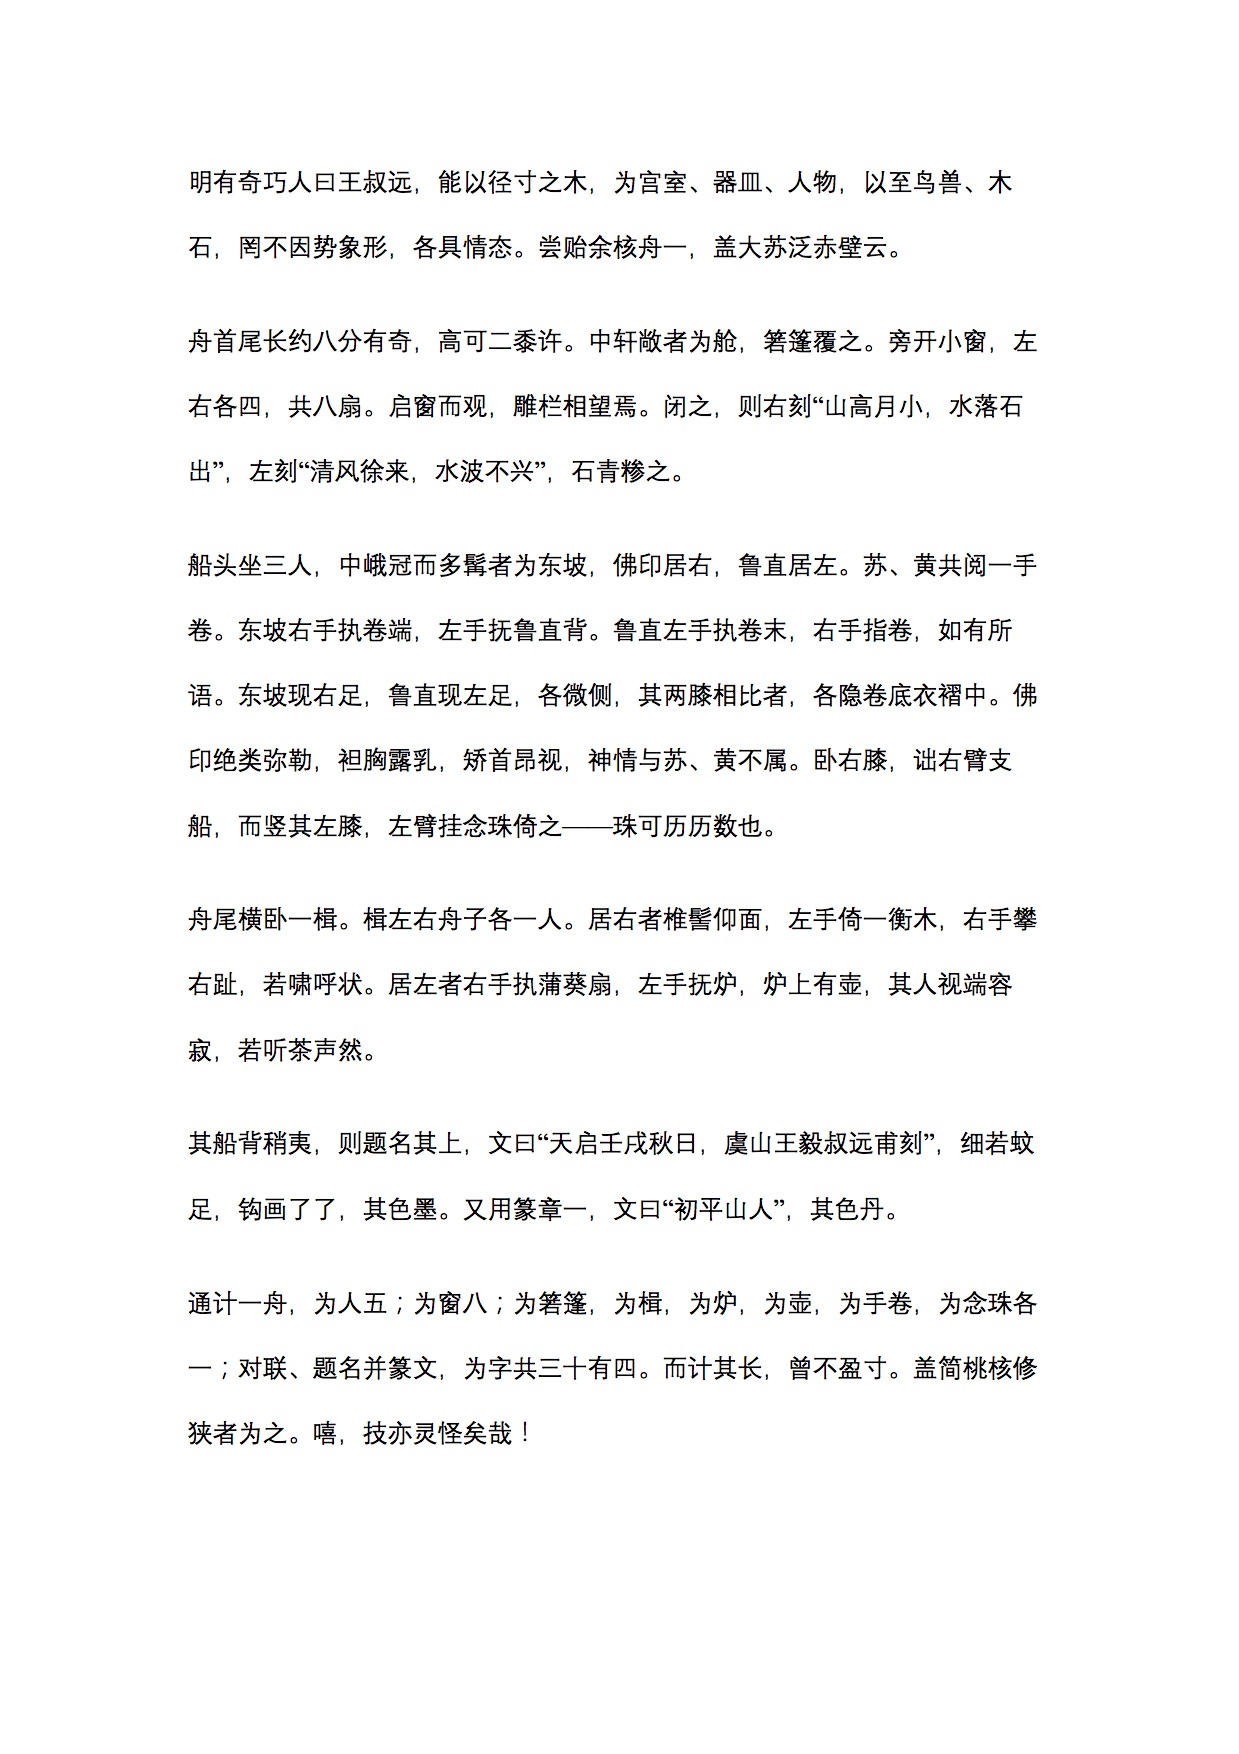 明有奇巧人曰王叔远，能以径寸之木，为宫室、器皿、人物，以至鸟兽、木
石，罔不因势象形，各具情态。尝贻余核舟一，盖大苏泛赤壁云。
舟首尾长约八分有奇，高可二黍许。中轩敞者为舱，箬篷覆之。旁开小窗，左
右各四，共八扇。启窗而观，雕栏相望焉。闭之，则右刻“山高月小，水落石
出”，左刻“清风徐来，水波不兴”，石青糁之。
船头坐三人，中峨冠而多髯者为东坡，佛印居右，鲁直居左。苏、黄共阅一手
卷。东坡右手执卷端，左手抚鲁直背。鲁直左手执卷末，右手指卷，如有所
语。东坡现右足，鲁直现左足，各微侧，其两膝相比者，各隐卷底衣褶中。佛
印绝类弥勒，袒胸露乳，矫首昂视，神情与苏、黄不属。卧右膝，诎右臂支
船，而竖其左膝，左臂挂念珠倚之——珠可历历数也。
舟尾横卧一楫。楫左右舟子各一人。居右者椎髻仰面，左手倚一衡木，右手攀
右趾，若啸呼状。居左者右手执蒲葵扇，左手抚炉，炉上有壶，其人视端容
寂，若听茶声然。
其船背稍夷，则题名其上，文曰“天启壬戌秋日，虞山王毅叔远甫刻”，细若蚊
足，钩画了了，其色墨。又用篆章一，文曰“初平山人”，其色丹。
通计一舟，为人五；为窗八；为箬篷，为楫，为炉，为壶，为手卷，为念珠各
一；对联、题名并篆文，为字共三十有四。而计其长，曾不盈寸。盖简桃核修
狭者为之。嘻，技亦灵怪矣哉！